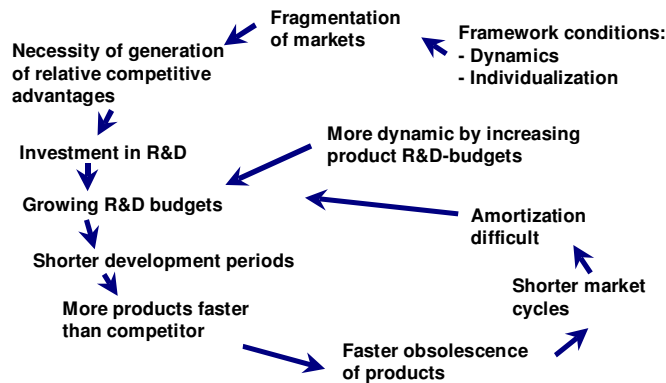 Fragmentation
of markets
Framework conditions:
- Dynamics
- Individualization
Necessity of generation
of relative competitive
advantages
Investment in R&D
More dynamic by increasing
product R&D-budgets
Growing R&D budgets
Amortization
difficult
Shorter development periods
Shorter market
cycles
More products faster
than competitor
Faster obsolescence
of products